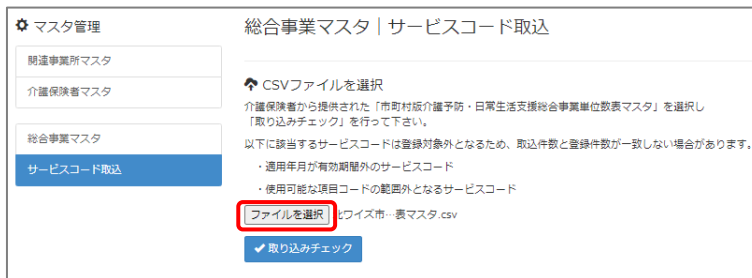 マスタ管理
総合事業マスタ｜サービスコード取込
関連事業所マスタ
介護保険者マスタ
総合事業マスタ
サービスコード取込
CSVファイルを選択
介護保険者から提供された「市町村版介護予防・日常生活支援総合事業単位数表マスタ」を選択し
「取り込みチェック」を行って下さい。
以下に該当するサービスコードは登録対象外となるため、取込件数と登録件数が一致しない場合があります。
・適用年月が有効期間外のサービスコード
・使用可能な項目コードの範囲外となるサービスコード
ファイルを選択 北ワイズ市…表マスタ.csv
取り込みチェック